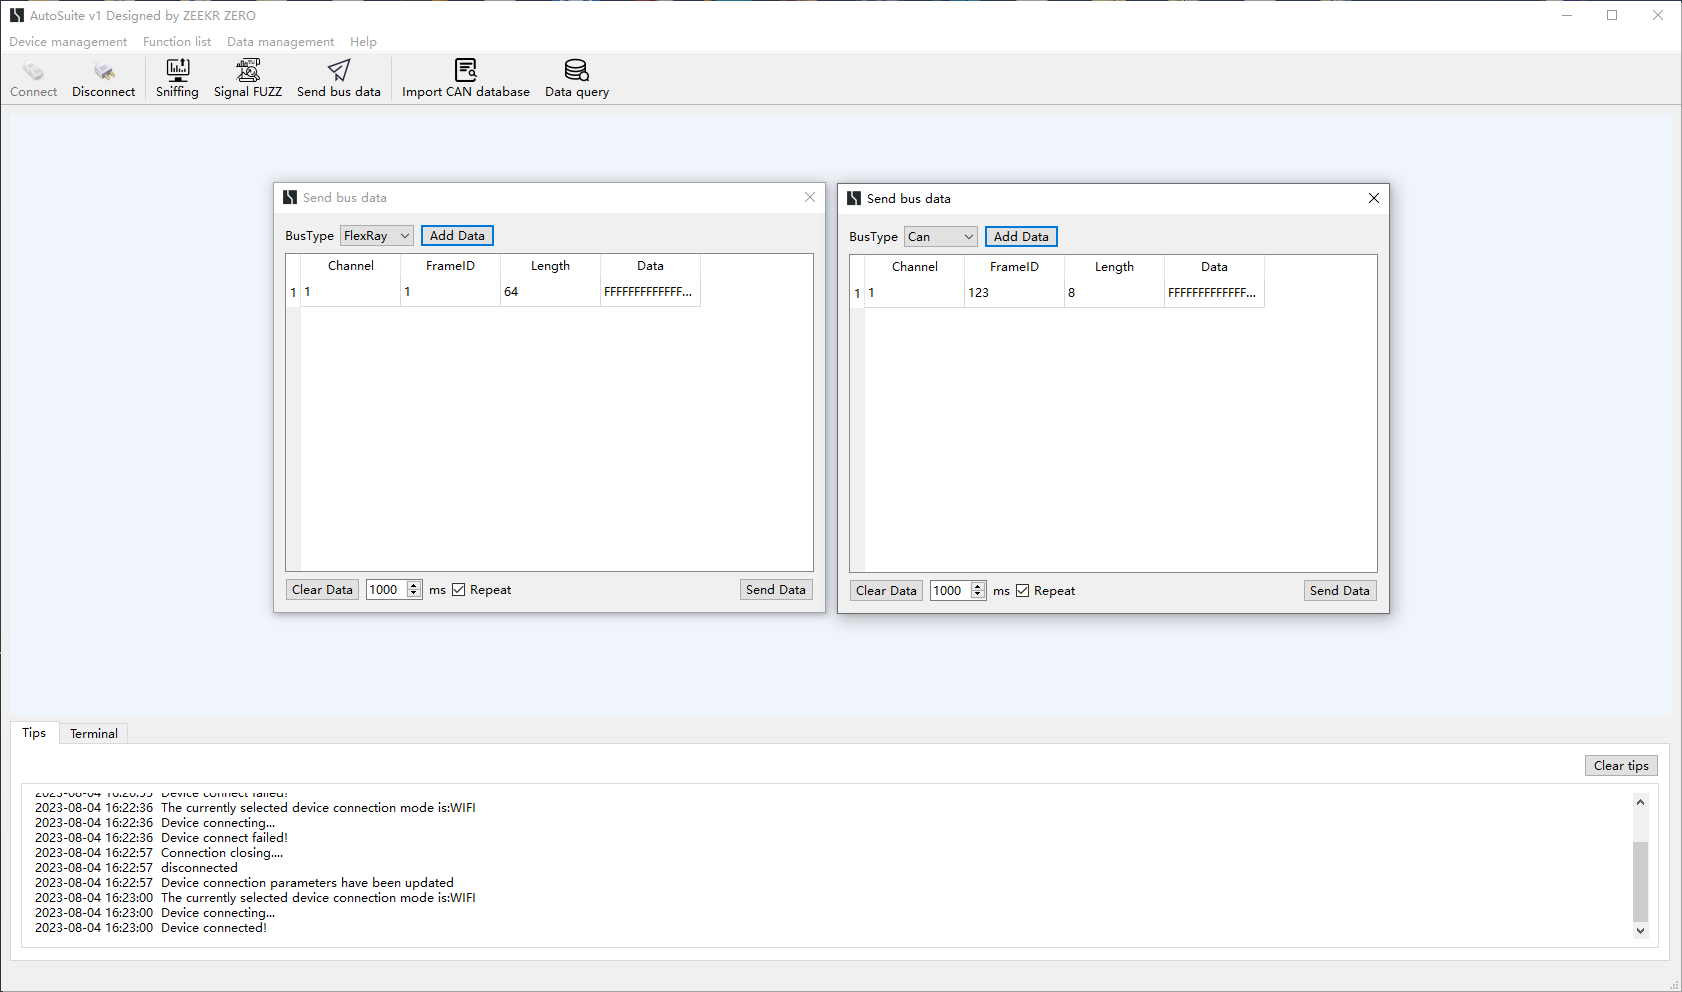 AutoSuite v1 Designed by ZEEKR ZERO
Device management Function list Data management Help
Connect Disconnect Sniffing Signal FUZZ Send bus data Import CAN database Data query
Send bus data
BusType FlexRay Add Data
Channel FrameID Length Data
1 1 1 64 FFFFFFFFFFFFF...
Clear Data 1000 ms Repeat Send Data
Send bus data
BusType Can Add Data
Channel FrameID Length Data
1 1 123 8 FFFFFFFFFFFFF...
Clear Data 1000 ms Repeat Send Data
Tips Terminal
Clear tips
2023-08-04 16:20:55 Device connect failed!
2023-08-04 16:22:36 The currently selected device connection mode is:WIFI
2023-08-04 16:22:36 Device connecting...
2023-08-04 16:22:36 Device connect failed!
2023-08-04 16:22:57 Connection closing....
2023-08-04 16:22:57 disconnected
2023-08-04 16:22:57 Device connection parameters have been updated
2023-08-04 16:23:00 The currently selected device connection mode is:WIFI
2023-08-04 16:23:00 Device connecting...
2023-08-04 16:23:00 Device connected!